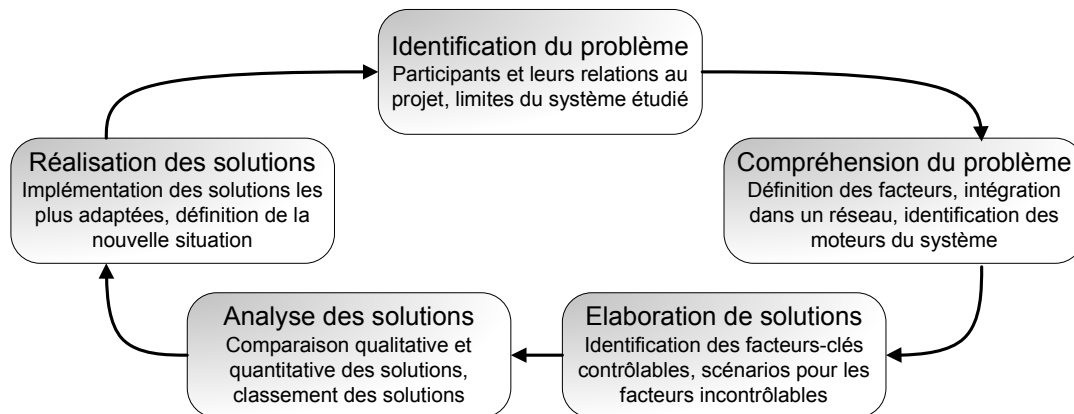 Identification du problème
Participants et leurs relations au
projet, limites du système étudié
Compréhension du problème
Définition des facteurs, intégration
dans un réseau, identification des
moteurs du système
Elaboration de solutions
Identification des facteurs-clés
contrôlables, scénarios pour les
facteurs incontrôlables
Analyse des solutions
Comparaison qualitative et
quantitative des solutions,
classement des solutions
Réalisation des solutions
Implémentation des solutions les
plus adaptées, définition de la
nouvelle situation